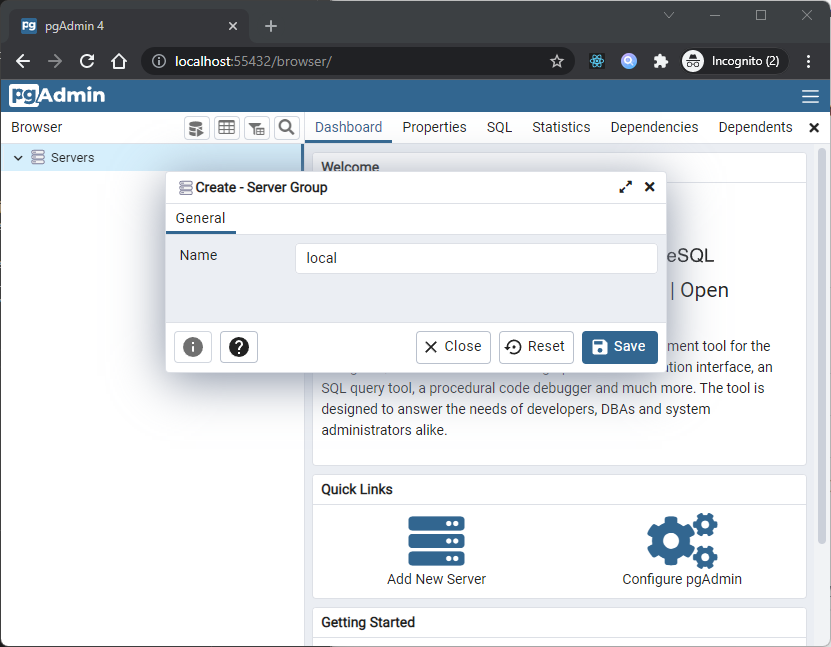 pgAdmin 4
localhost:55432/browser/
Incognito (2)
pgAdmin
Browser
Dashboard Properties SQL Statistics Dependencies Dependents
Servers
Welcome
Create - Server Group
General
Name
local
Close Reset Save
eSQL
| Open
ment tool for the
interface, an
SQL query tool, a procedural code debugger and much more. The tool is
designed to answer the needs of developers, DBAs and system
administrators alike.
Quick Links
Add New Server
Configure pgAdmin
Getting Started